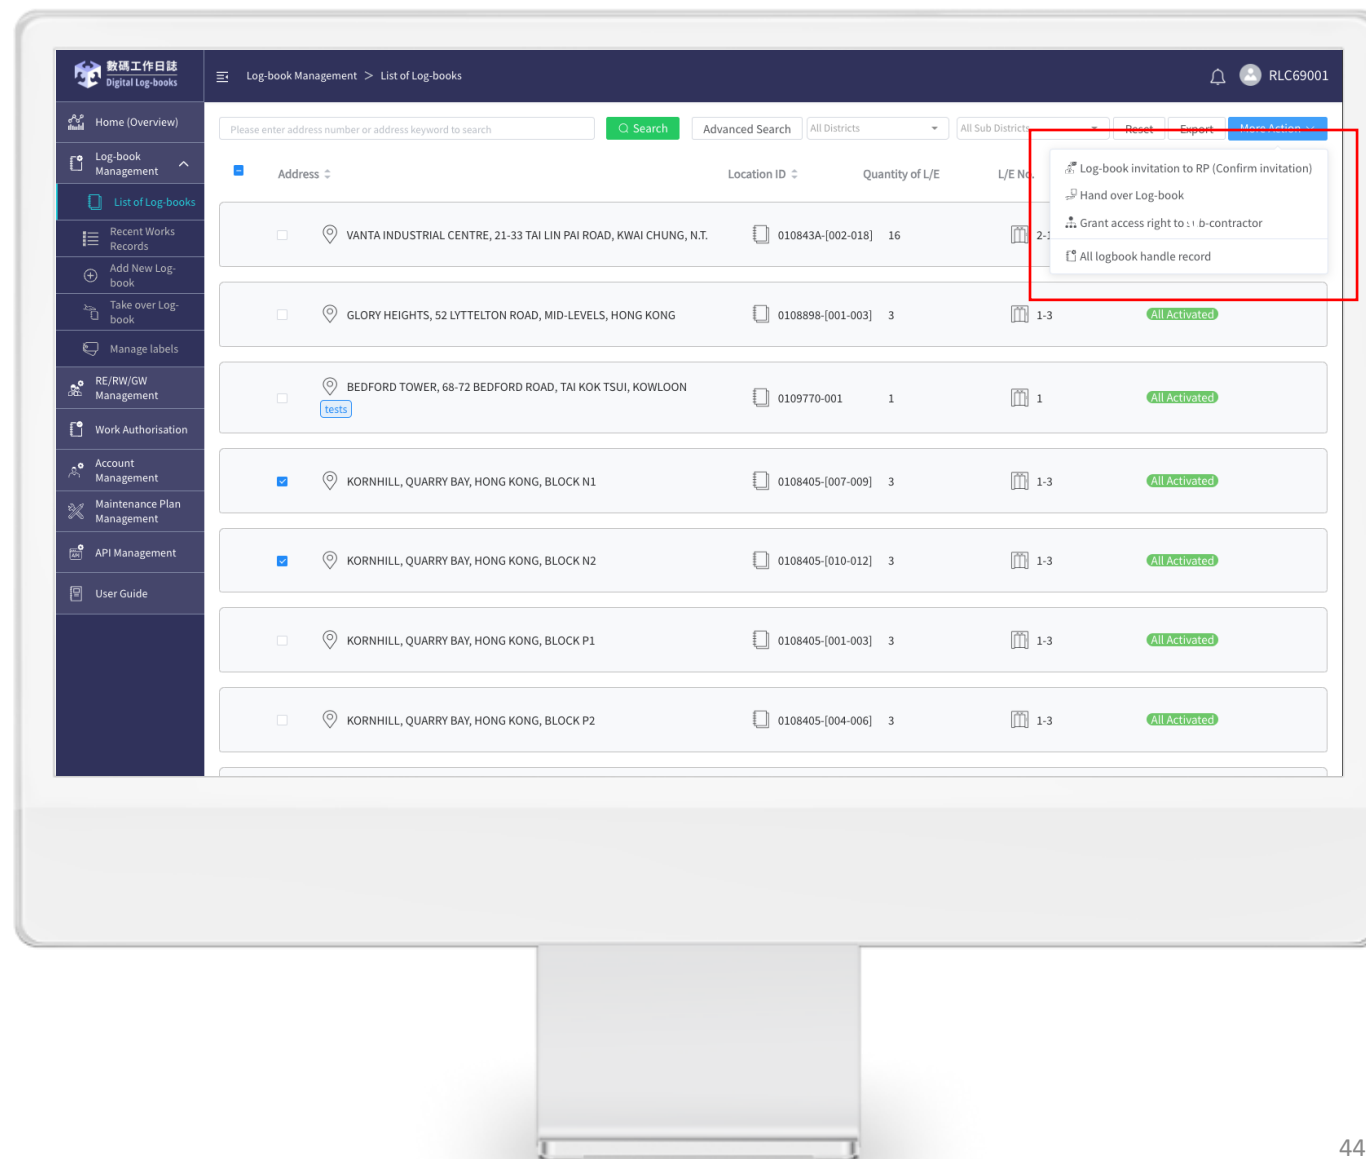 數碼工作日誌
Digital Log-books
Log-book Management > List of Log-books
RLC69001
Home (Overview)
Log-book
Management
List of Log-books
Recent Works
Records
Add New Log-
book
Take over Log-
book
Manage labels
RE/RW/GW
Management
Work Authorisation
Account
Management
Maintenance Plan
Management
API Management
User Guide
Please enter address number or address keyword to search
Search
Advanced Search
All Districts
All Sub Districts
Reset
Export
More Action
Log-book invitation to RP (Confirm invitation)
Hand over Log-book
Grant access right to b-contractor
All logbook handle record
Address
Location ID
Quantity of L/E
L/E No.
VANTA INDUSTRIAL CENTRE, 21-33 TAI LIN PAI ROAD, KWAI CHUNG, N.T. 010843A-[002-018] 16
GLORY HEIGHTS, 52 LYTTELTON ROAD, MID-LEVELS, HONG KONG 0108898-[001-003] 3 1-3 All Activated
BEDFORD TOWER, 68-72 BEDFORD ROAD, TAI KOK TSUI, KOWLOON 0109770-001 1 1 All Activated
tests
KORNHILL, QUARRY BAY, HONG KONG, BLOCK N1 0108405-[007-009] 3 1-3 All Activated
KORNHILL, QUARRY BAY, HONG KONG, BLOCK N2 0108405-[010-012] 3 1-3 All Activated
KORNHILL, QUARRY BAY, HONG KONG, BLOCK P1 0108405-[001-003] 3 1-3 All Activated
KORNHILL, QUARRY BAY, HONG KONG, BLOCK P2 0108405-[004-006] 3 1-3 All Activated
44